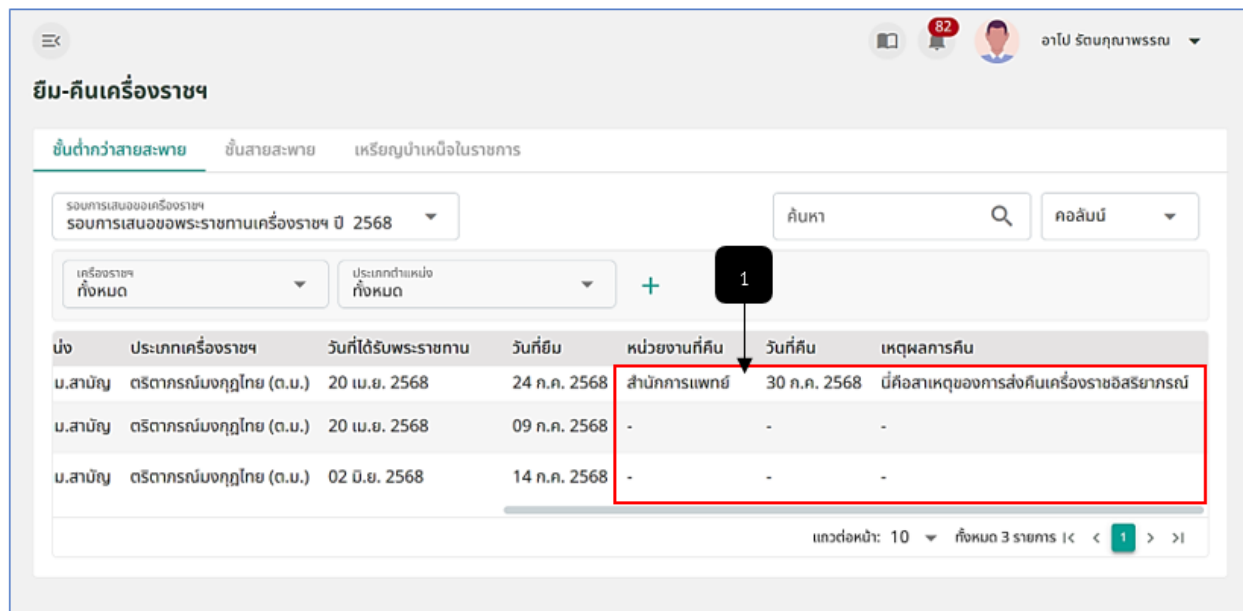 82
อาไป รัตนกุณาพรรณ
ยืม-คืนเครื่องราชฯ
ชั้นต่ำกว่าสายสะพาย ชั้นสายสะพาย เหรียญบำเหน็จในราชการ
รอบการเสนอขอเครื่องราชฯ
รอบการเสนอขอพระราชทานเครื่องราชฯ ปี 2568
ค้นหา
คอลัมน์
เครื่องราชฯ
ทั้งหมด
ประเภทตำแหน่ง
ทั้งหมด
+
1
น่ง ประเภทเครื่องราชฯ วันที่ได้รับพระราชทาน วันที่ยืม หน่วยงานที่คืน วันที่คืน เหตุผลการคืน
ม.สามัญ ตริตาภรณ์มงกุฎไทย (ต.ม.) 20 เม.ย. 2568 24 ก.ค. 2568 สำนักการแพทย์ 30 ก.ค. 2568 นี่คือสาเหตุของการส่งคืนเครื่องราชอิสริยาภรณ์
ม.สามัญ ตริตาภรณ์มงกุฎไทย (ต.ม.) 20 เม.ย. 2568 09 ก.ค. 2568 - - -
ม.สามัญ ตริตาภรณ์มงกุฎไทย (ต.ม.) 02 มิ.ย. 2568 14 ก.ค. 2568 - - -
แถวต่อหน้า: 10 ทั้งหมด 3 รายการ |< < 1 > >|